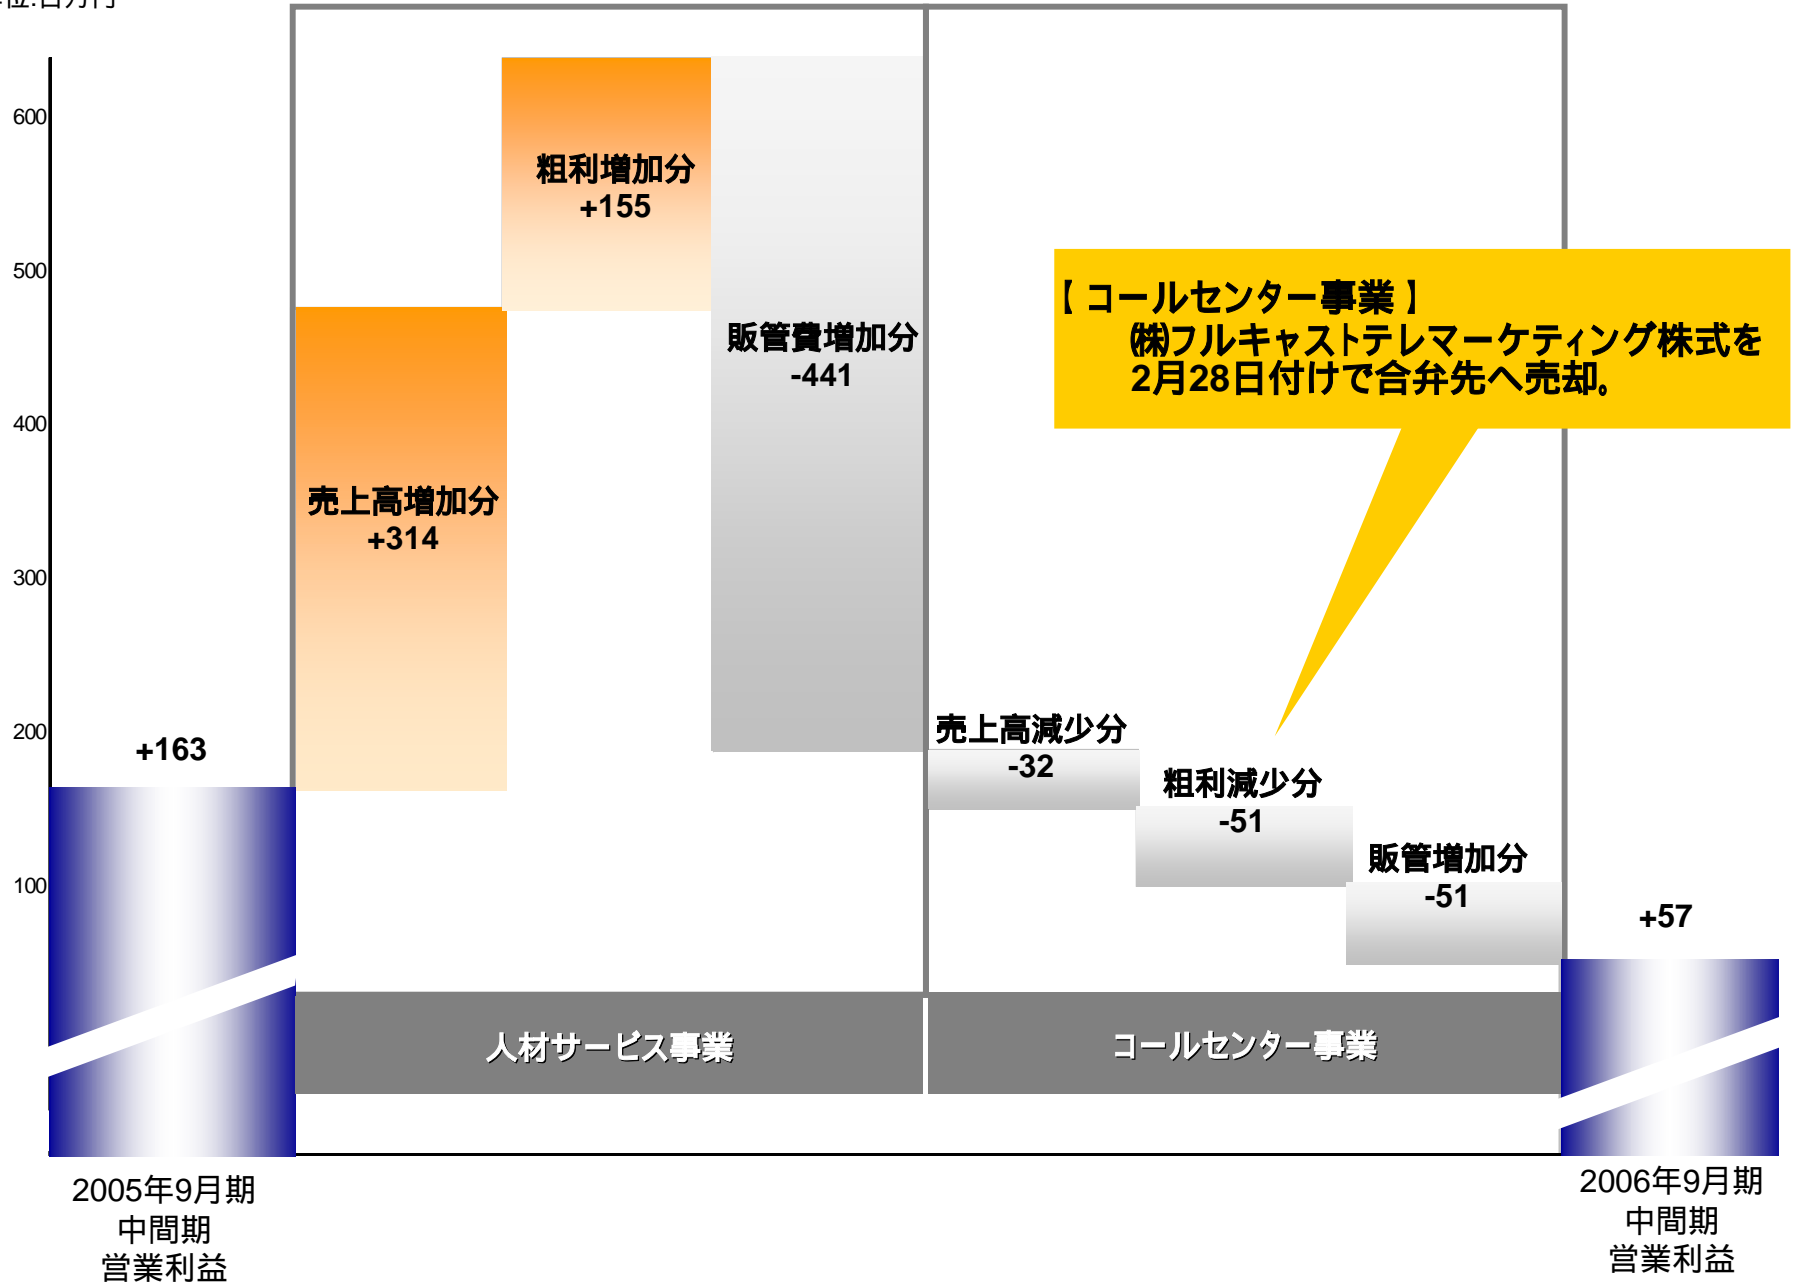 位:百万円
600
500
400
300
200
100
粗利増加分
+155
販管費増加分
-441
売上高増加分
+314
【コールセンター事業】
㈱フルキャストテレマーケティング株式を
2月28日付けで合弁先へ売却。
+163
売上高減少分
-32
粗利減少分
-51
販管増加分
-51
+57
人材サービス事業
コールセンター事業
2005年9月期
中間期
営業利益
2006年9月期
中間期
営業利益